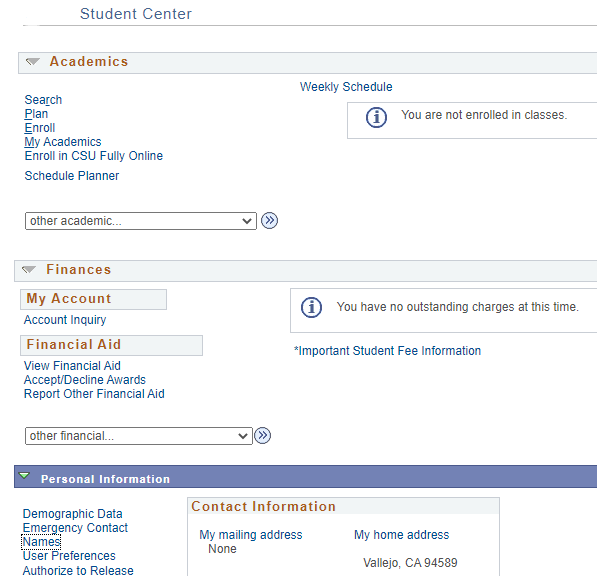 Student Center
Academics
Search
Plan
Enroll
My Academics
Enroll in CSU Fully Online
Schedule Planner
other academic...
Weekly Schedule
You are not enrolled in classes.
Finances
My Account
Account Inquiry
Financial Aid
View Financial Aid
Accept/Decline Awards
Report Other Financial Aid
other financial...
You have no outstanding charges at this time.
*Important Student Fee Information
Personal Information
Demographic Data
Emergency Contact
Names
User Preferences
Authorize to Release
Contact Information
My mailing address
None
My home address
Vallejo, CA 94589